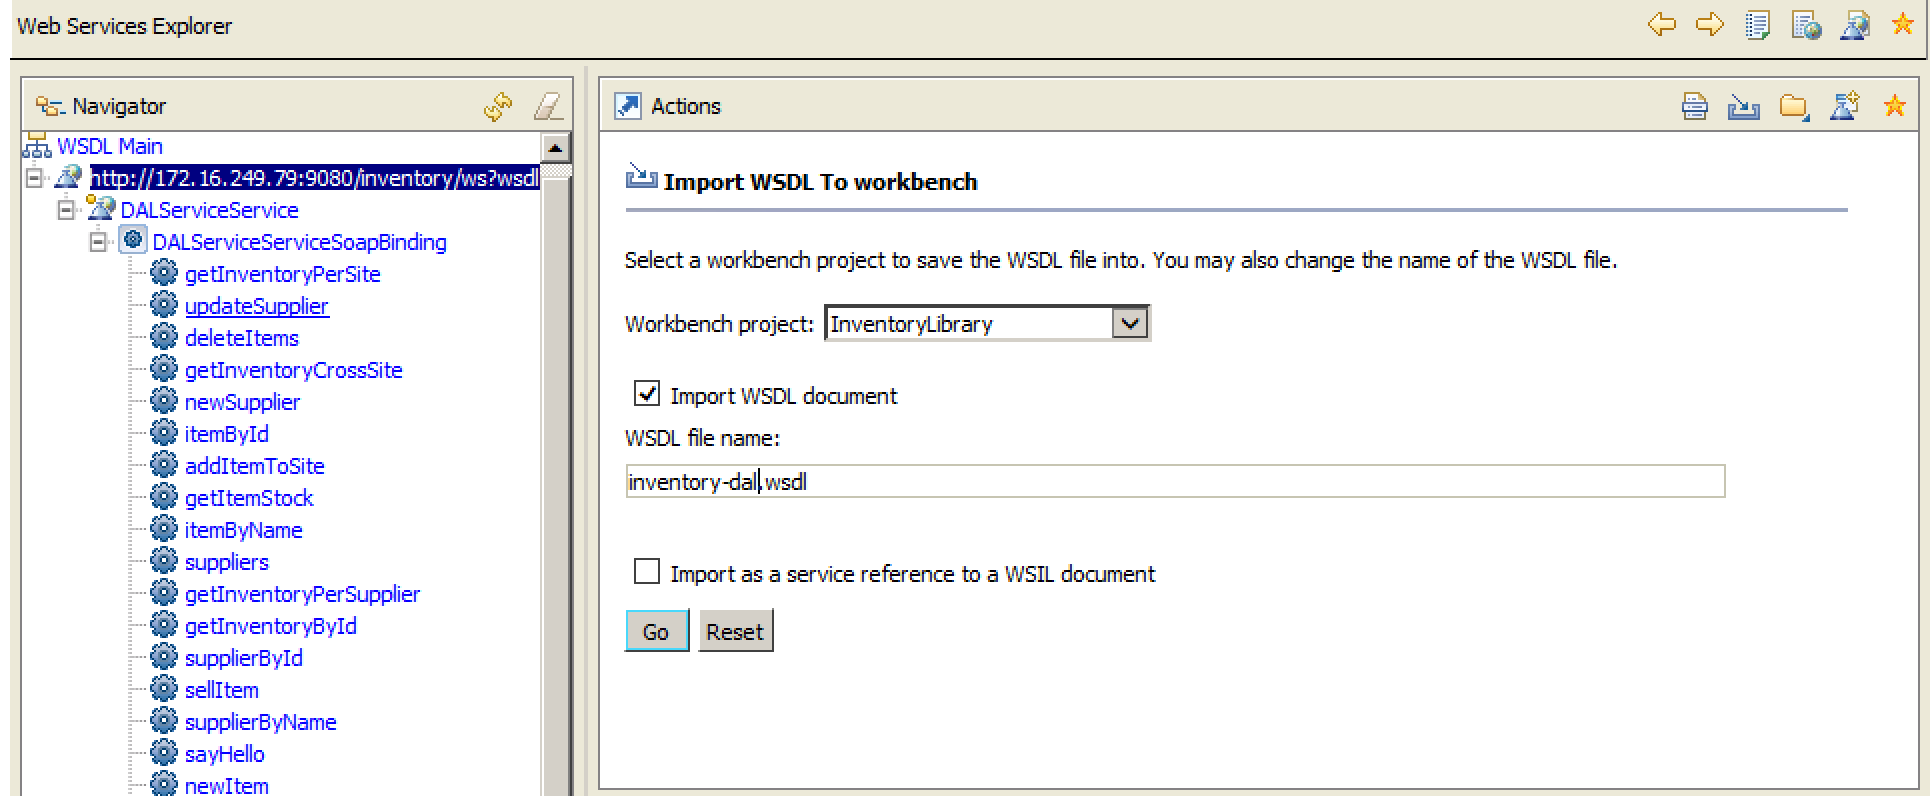 Web Services Explorer
Navigator
WSDL Main
http://172.16.249.79:9080/inventory/ws?wsdl
DALServiceService
DALServiceServiceSoapBinding
getInventoryPerSite
updateSupplier
deleteItems
getInventoryCrossSite
newSupplier
itemById
addItemToSite
getItemStock
itemByName
suppliers
getInventoryPerSupplier
getInventoryById
supplierById
sellItem
supplierByName
sayHello
newItem
Actions
Import WSDL To workbench
Select a workbench project to save the WSDL file into. You may also change the name of the WSDL file.
Workbench project: InventoryLibrary
Import WSDL document
WSDL file name:
inventory-dal.wsdl
Import as a service reference to a WSIL document
Go Reset